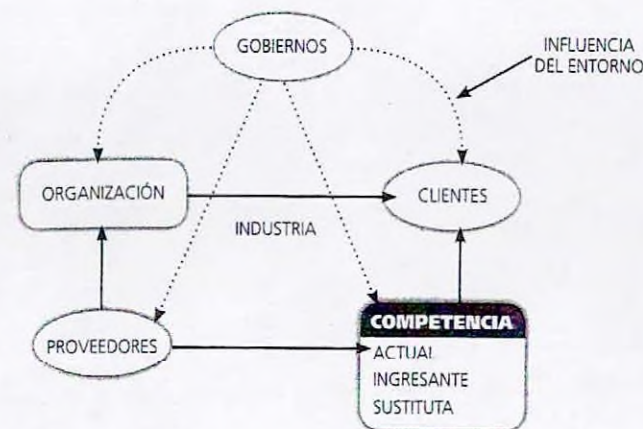 GOBIERNOS
INFLUENCIA
DEL ENTORNO
ORGANIZACIÓN
CLIENTES
INDUSTRIA
PROVEEDORES
COMPETENCIA
ACTUAL
INGRESANTE
SUSTITUTA